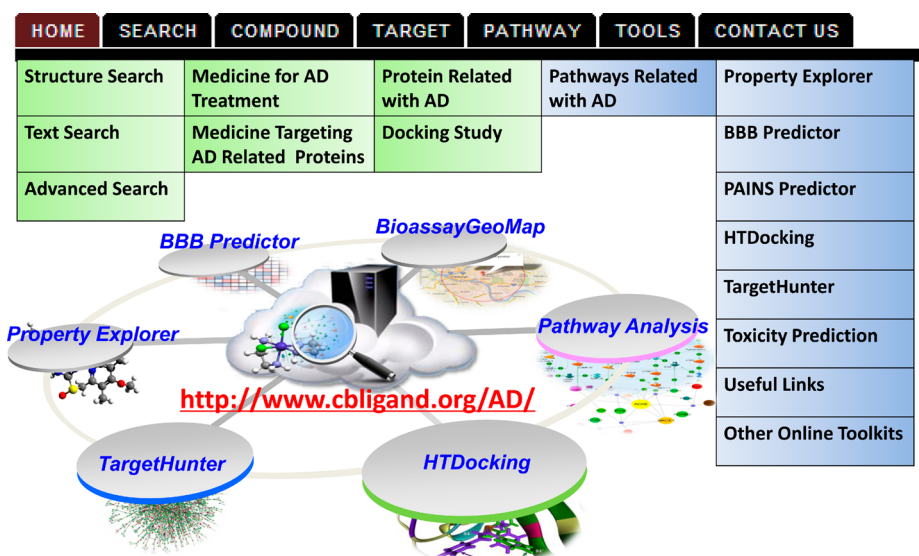 HOME SEARCH COMPOUND TARGET PATHWAY TOOLS CONTACT US
Structure Search
Medicine for AD
Treatment
Protein Related
with AD
Pathways Related
with AD
Property Explorer
Text Search
Medicine Targeting
AD Related Proteins
Docking Study
BBB Predictor
Advanced Search
PAINS Predictor
HTDocking
TargetHunter
Toxicity Prediction
Useful Links
Other Online Toolkits
BBB Predictor
BioassayGeoMap
Property Explorer
Pathway Analysis
http://www.cbligand.org/AD/
TargetHunter
HTDocking